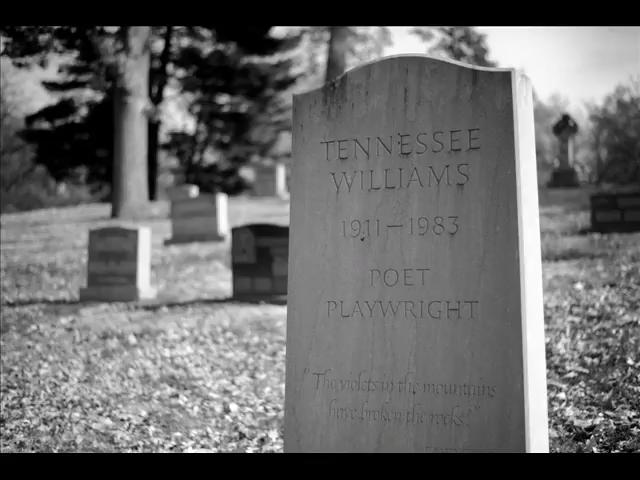 TENNESSEE
WILLIAMS
1911–1983
POET
PLAYWRIGHT
"The violets in the mountains
have broken the rocks!"